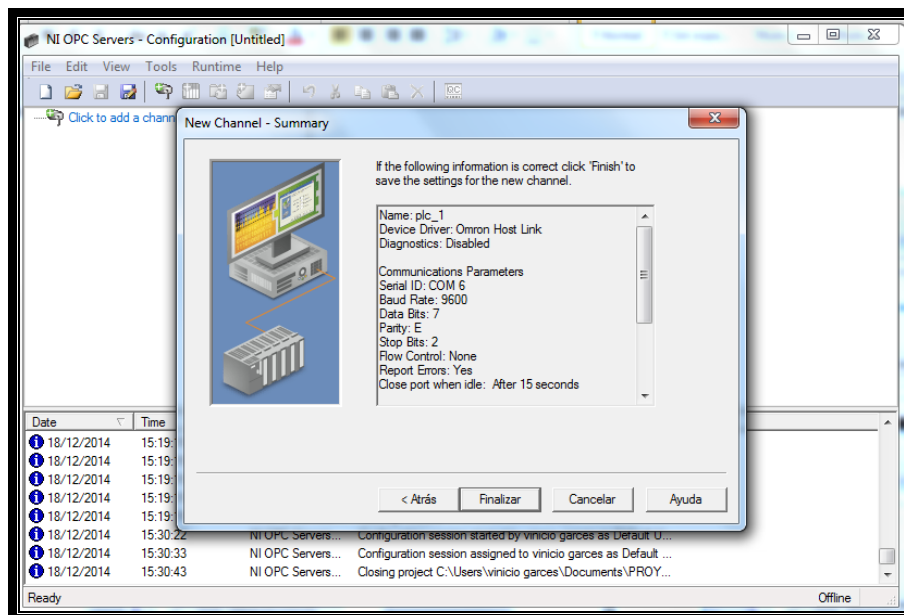 NI OPC Servers - Configuration [Untitled]
File Edit View Tools Runtime Help
Click to add a chann
New Channel - Summary
If the following information is correct click 'Finish' to
save the settings for the new channel.
Name: plc_1
Device Driver: Omron Host Link
Diagnostics: Disabled
Communications Parameters
Serial ID: COM 6
Baud Rate: 9600
Data Bits: 7
Parity: E
Stop Bits: 2
Flow Control: None
Report Errors: Yes
Close port when idle: After 15 seconds
< Atrás Finalizar Cancelar Ayuda
Date Time
18/12/2014 15:19:
18/12/2014 15:19:
18/12/2014 15:19:
18/12/2014 15:19:
18/12/2014 15:19:
18/12/2014 15:30:22 NI OPC Servers... Configuration session started by vinicio garces as Default U...
18/12/2014 15:30:33 NI OPC Servers... Configuration session assigned to vinicio garces as Default ...
18/12/2014 15:30:43 NI OPC Servers... Closing project C:\Users\vinicio garces\Documents\PROY...
Ready Offline